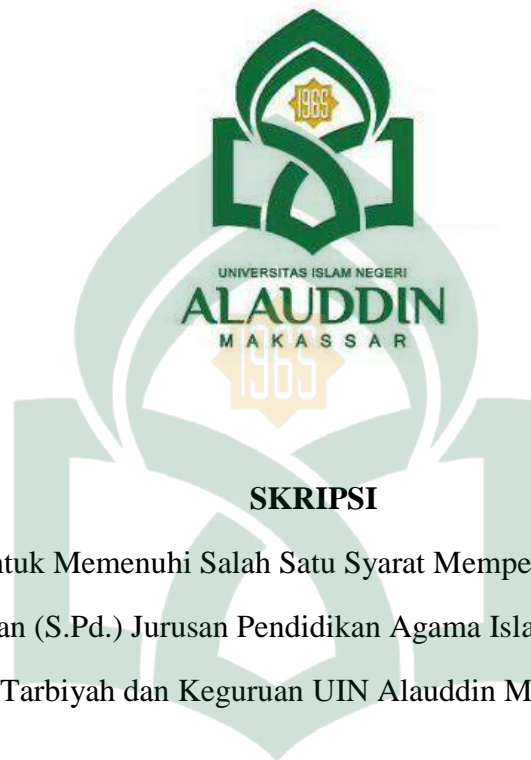 1965
UNIVERSITAS ISLAM NEGERI
ALAUDDIN
MAKASSAR
1965
SKRIPSI
Memenuhi Salah Satu Syarat
(S.Pd.) Jurusan Pendidikan Agama
Tarbiyah dan Keguruan UIN Alauddin